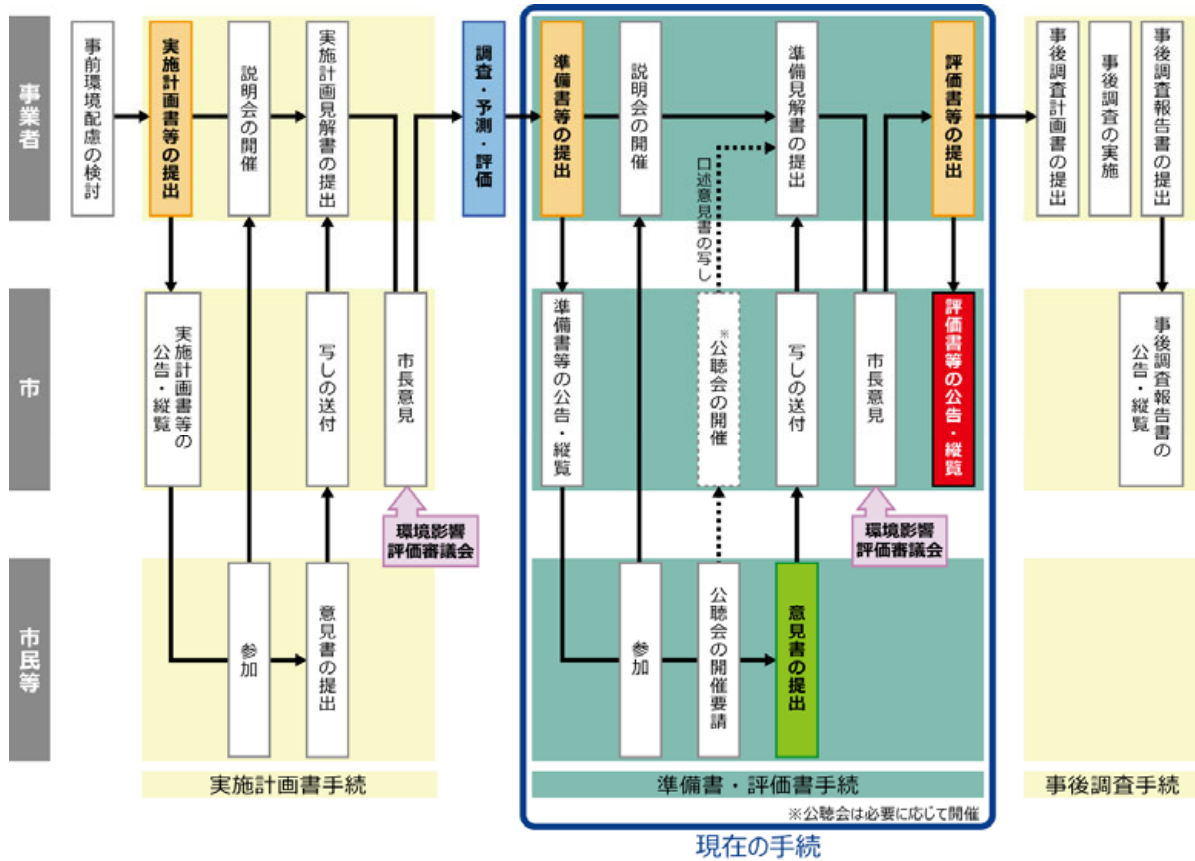 事業者
事前環境配慮の検討
実施計画書等の提出
説明会の開催
実施計画見解書の提出
調査・予測・評価
準備書等の提出
説明会の開催
口述意見書の写し
準備見解書の提出
評価書等の提出
事後調査計画書の提出
事後調査の実施
事後調査報告書の提出
市
実施計画書等の
公告・縦覧
写しの送付
市長意見
環境影響
評価審議会
準備書等の公告・縦覧
※公聴会の開催
写しの送付
市長意見
環境影響
評価審議会
評価書等の公告・縦覧
事後調査報告書の
公告・縦覧
市民等
参加
意見書の提出
参加
公聴会の開催要請
意見書の提出
実施計画書手続
準備書・評価書手続
事後調査手続
※公聴会は必要に応じて開催
現在の手続